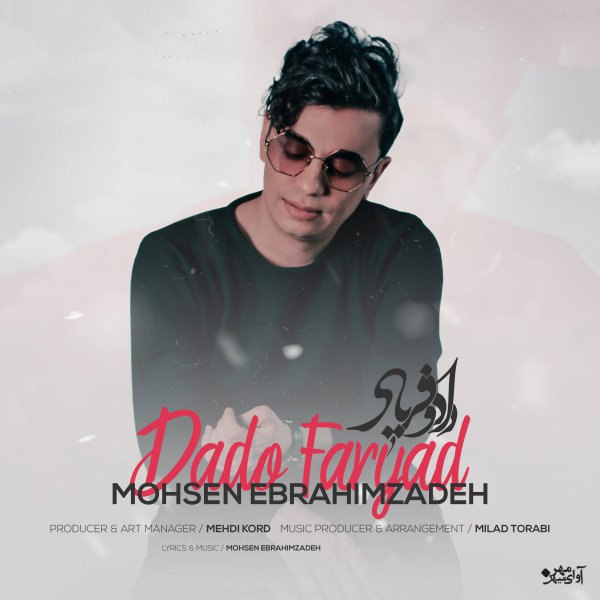 دادو فریاد
Dado Faryad
MOHSEN EBRAHIMZADEH
PRODUCER & ART MANAGER / MEHDI KORD MUSIC PRODUCER & ARRANGEMENT / MILAD TORABI
LYRICS & MUSIC / MOHSEN EBRAHIMZADEH